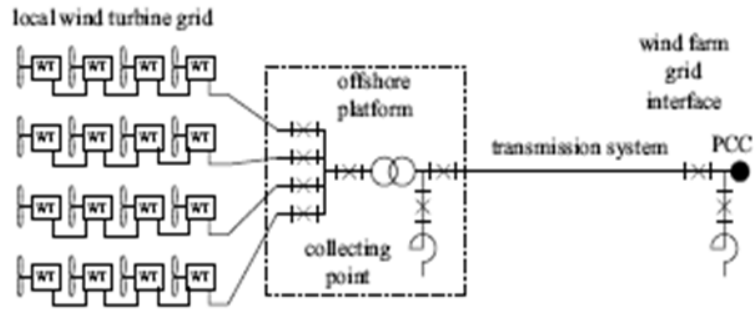 local wind turbine grid
WT WT WT WT
WT WT WT WT
WT WT WT WT
WT WT WT WT
offshore
platform
collecting
point
transmission system
wind farm
grid
interface
PCC